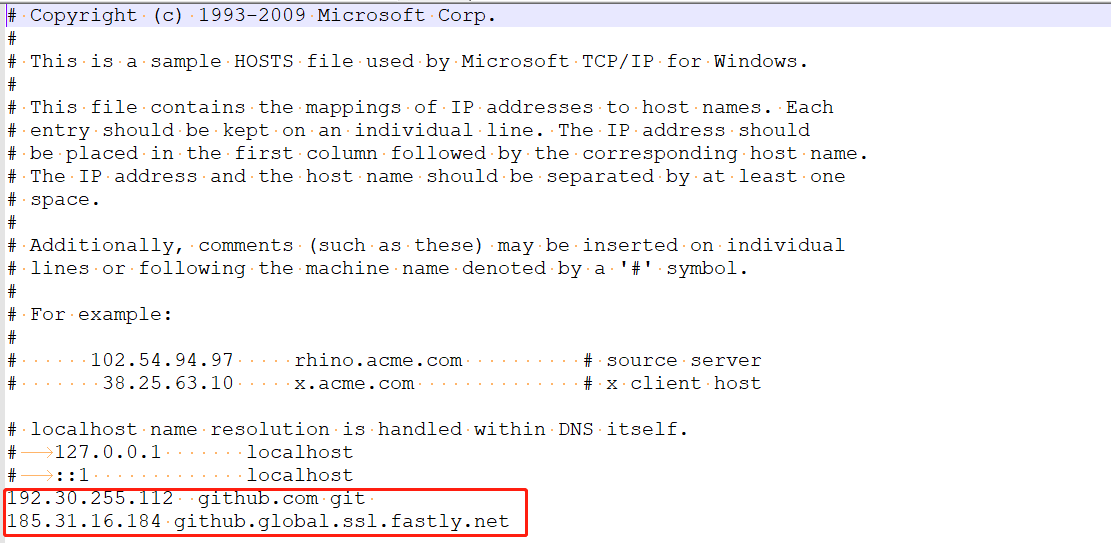 # Copyright (c) 1993-2009 Microsoft Corp.
#
# This is a sample HOSTS file used by Microsoft TCP/IP for Windows.
#
# This file contains the mappings of IP addresses to host names. Each
# entry should be kept on an individual line. The IP address should
# be placed in the first column followed by the corresponding host name.
# The IP address and the host name should be separated by at least one
# space.
#
# Additionally, comments (such as these) may be inserted on individual
# lines or following the machine name denoted by a '#' symbol.
#
# For example:
#
#      102.54.94.97     rhino.acme.com          # source server
#       38.25.63.10     x.acme.com              # x client host

# localhost name resolution is handled within DNS itself.
#	127.0.0.1       localhost
#	::1             localhost
192.30.255.112  github.com git
185.31.16.184 github.global.ssl.fastly.net